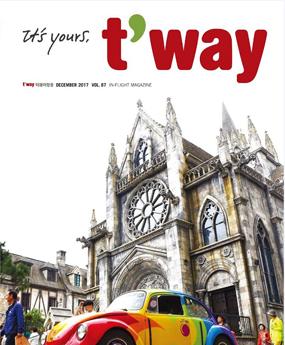 It's yours,
t'way
t'way 티웨이항공 DECEMBER 2017 VOL. 87 IN-FLIGHT MAGAZINE